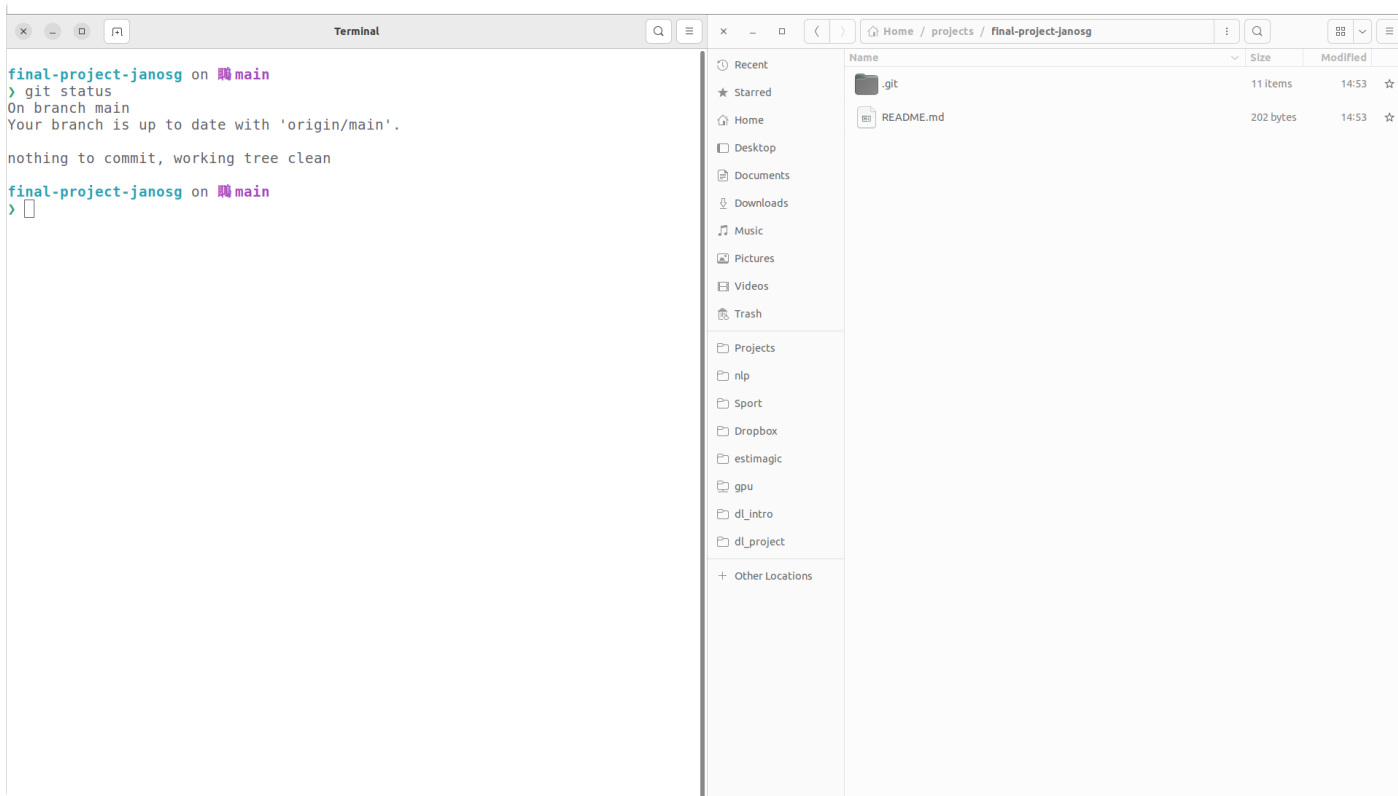 Terminal
final-project-janosg on main
❯ git status
On branch main
Your branch is up to date with 'origin/main'.
nothing to commit, working tree clean
final-project-janosg on main
❯
Home / projects / final-project-janosg
Recent
Starred
Home
Desktop
Documents
Downloads
Music
Pictures
Videos
Trash
Projects
nlp
Sport
Dropbox
estimagic
gpu
dl_intro
dl_project
+ Other Locations
Name Size Modified
.git 11 items 14:53
README.md 202 bytes 14:53